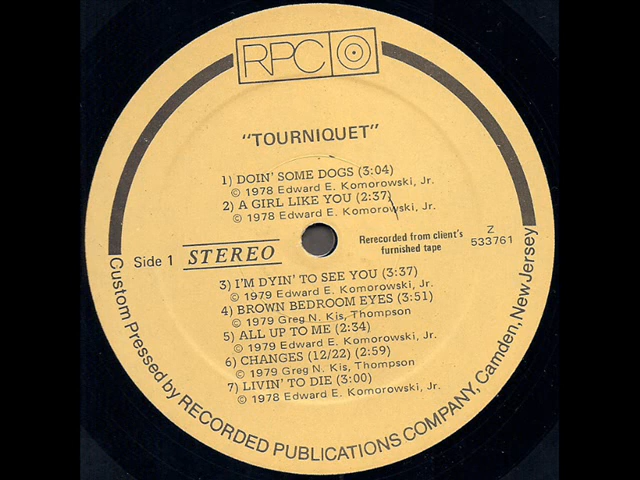 RPC
"TOURNIQUET"
1) DOIN' SOME DOGS (3:04)
© 1978 Edward E. Komorowski, Jr.
2) A GIRL LIKE YOU (2:37)
© 1978 Edward E. Komorowski, Jr.
Side 1 STEREO
Rerecorded from client's
furnished tape
Z
533761
3) I'M DYIN' TO SEE YOU (3:37)
© 1979 Edward E. Komorowski, Jr.
4) BROWN BEDROOM EYES (3:51)
© 1979 Greg N. Kis, Thompson
5) ALL UP TO ME (2:34)
© 1979 Edward E. Komorowski, Jr.
6) CHANGES (12/22) (2:59)
© 1979 Greg N. Kis, Thompson
7) LIVIN' TO DIE (3:00)
© 1978 Edward E. Komorowski, Jr.
Custom Pressed by RECORDED PUBLICATIONS COMPANY, Camden, New Jersey